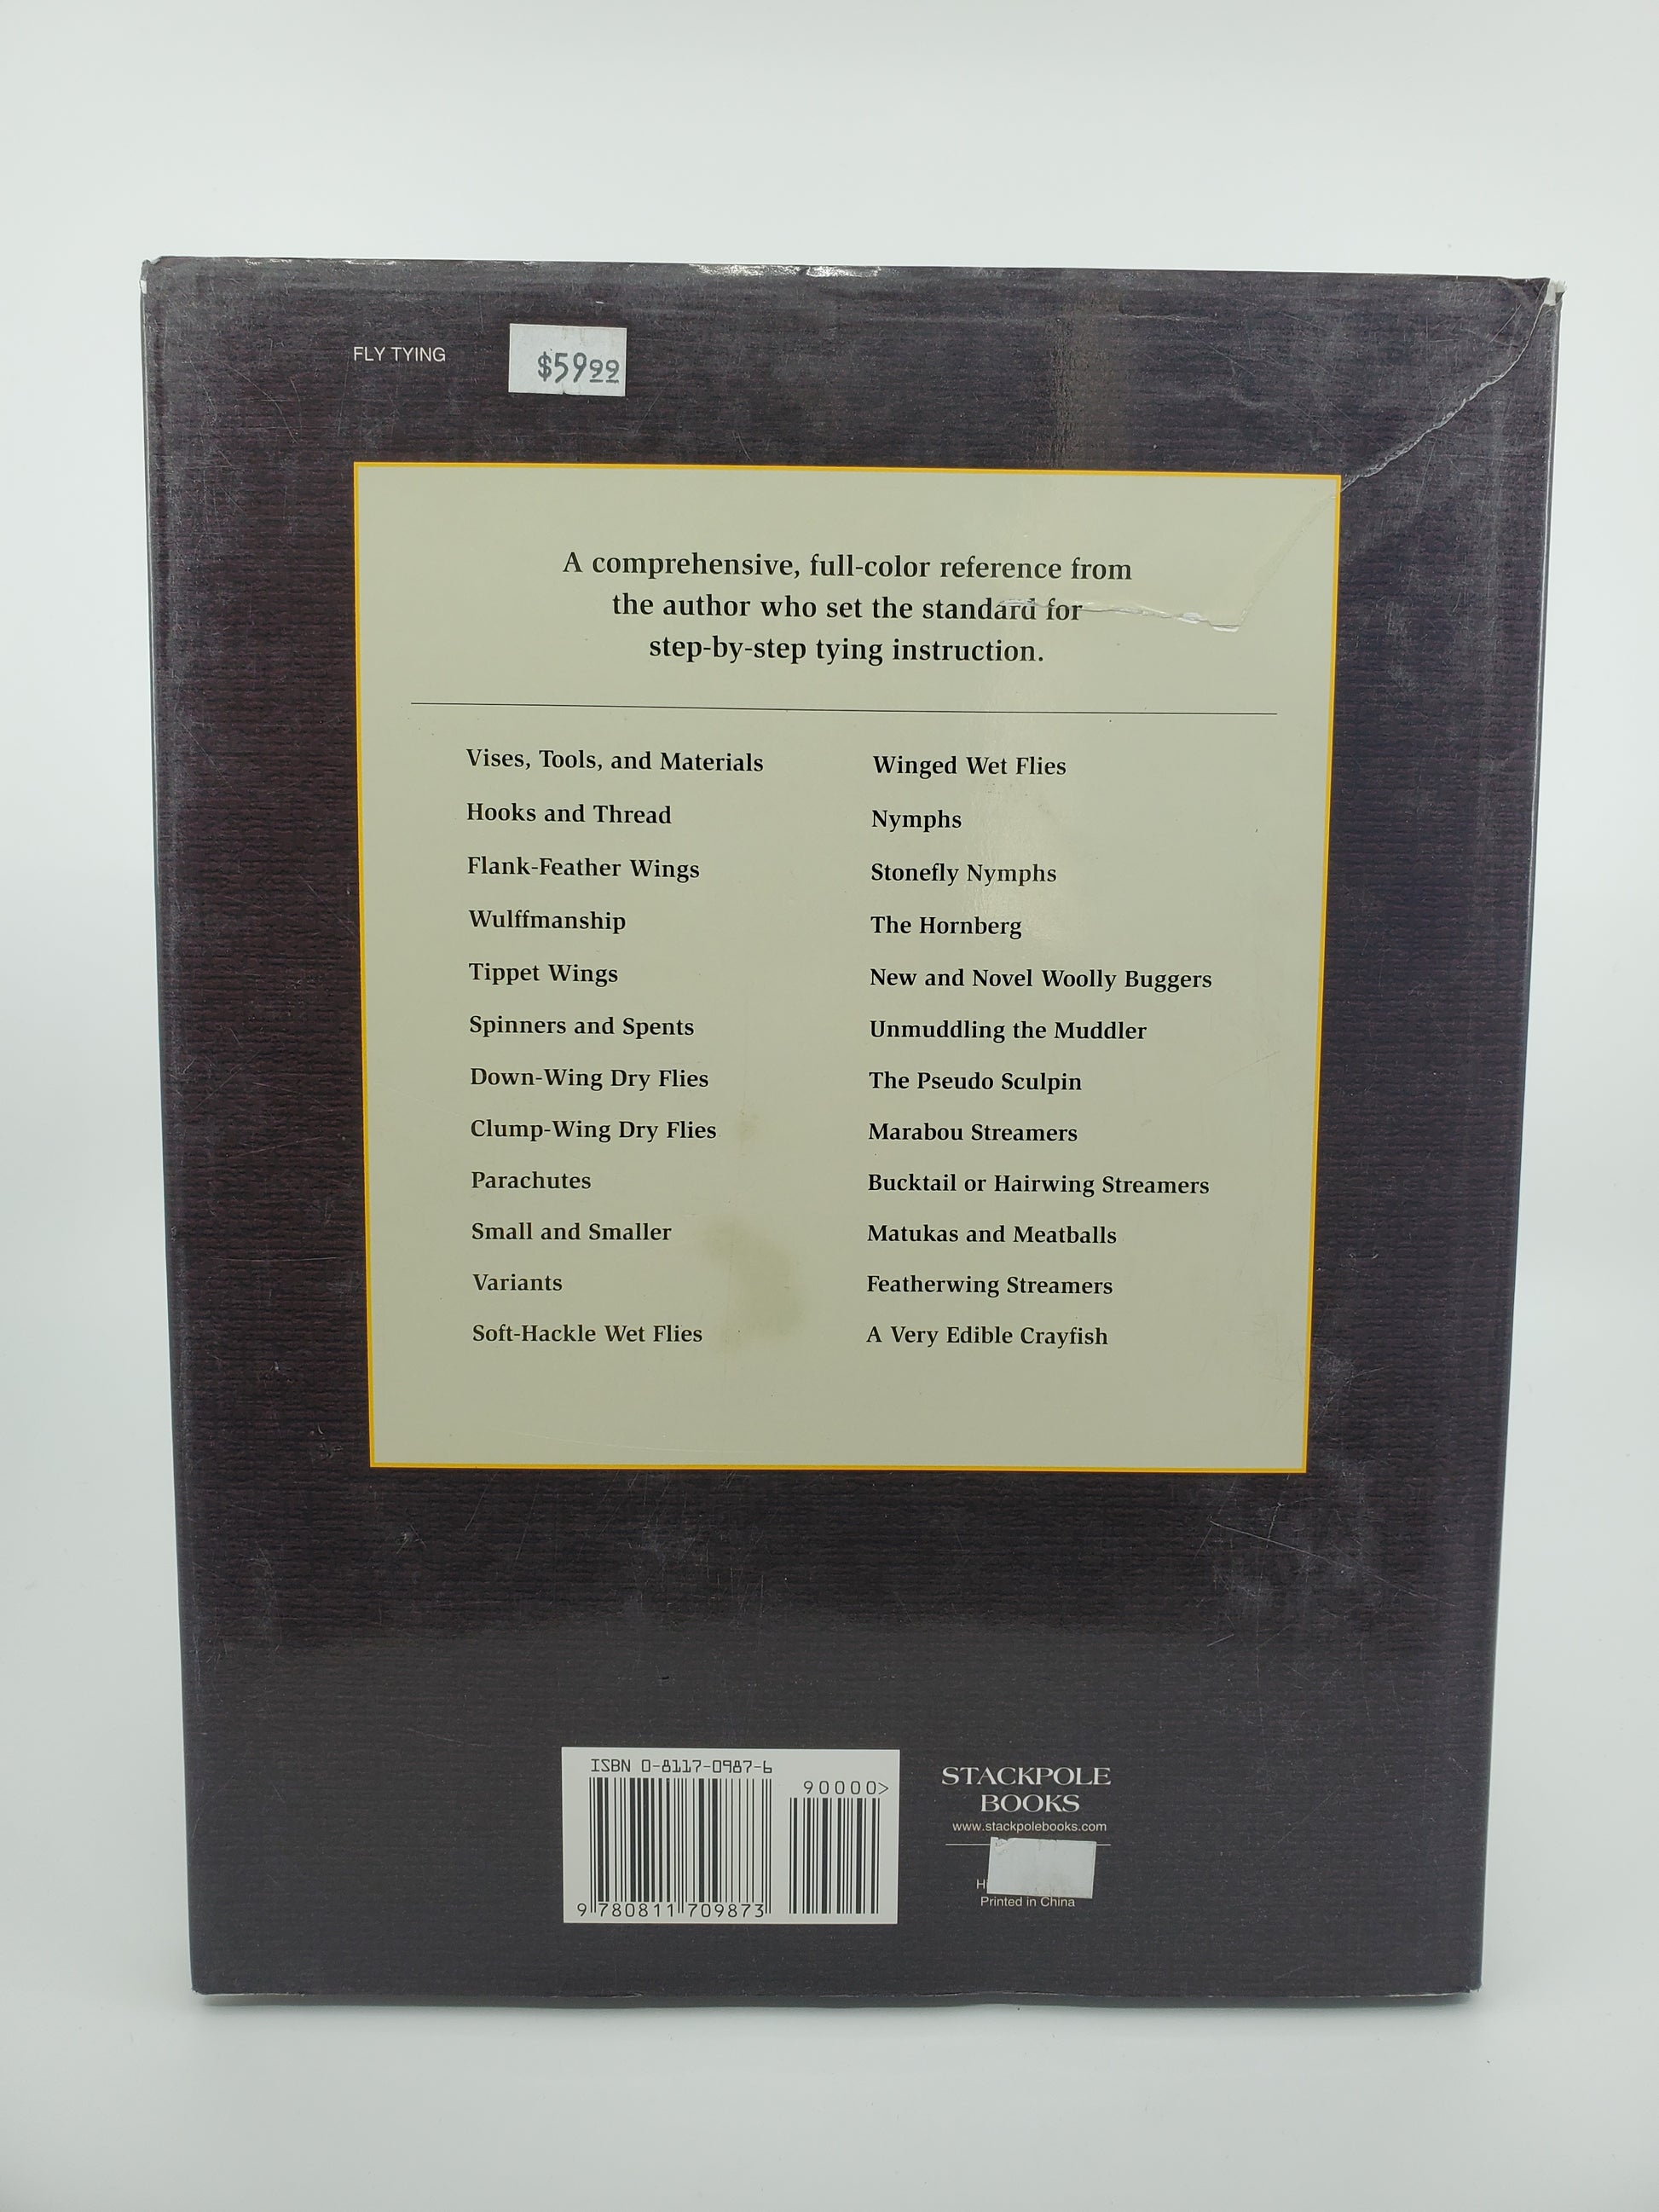 FLY TYING
$59.99
A comprehensive, full-color reference from
the author who set the standard for
step-by-step tying instruction.
Vises, Tools, and Materials
Hooks and Thread
Flank-Feather Wings
Wulffmanship
Tippet Wings
Spinners and Spents
Down-Wing Dry Flies
Clump-Wing Dry Flies
Parachutes
Small and Smaller
Variants
Soft-Hackle Wet Flies
Winged Wet Flies
Nymphs
Stonefly Nymphs
The Hornberg
New and Novel Woolly Buggers
Unmuddling the Muddler
The Pseudo Sculpin
Marabou Streamers
Bucktail or Hairwing Streamers
Matukas and Meatballs
Featherwing Streamers
A Very Edible Crayfish
ISBN 0-8117-0987-6
90000>
9 780811 709873
STACKPOLE
BOOKS
www.stackpolebooks.com
Printed in China